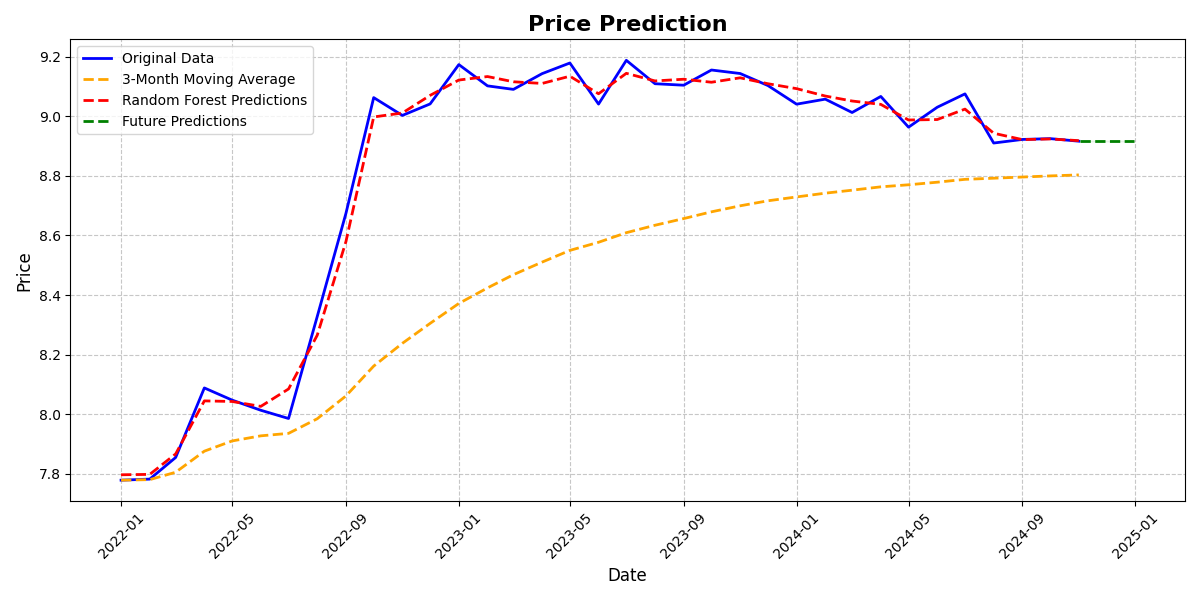 Price Prediction
Original Data
3-Month Moving Average
Random Forest Predictions
Future Predictions
Price
9.2
9.0
8.8
8.6
8.4
8.2
8.0
7.8
2022-01
2022-05
2022-09
2023-01
2023-05
2023-09
2024-01
2024-05
2024-09
2025-01
Date